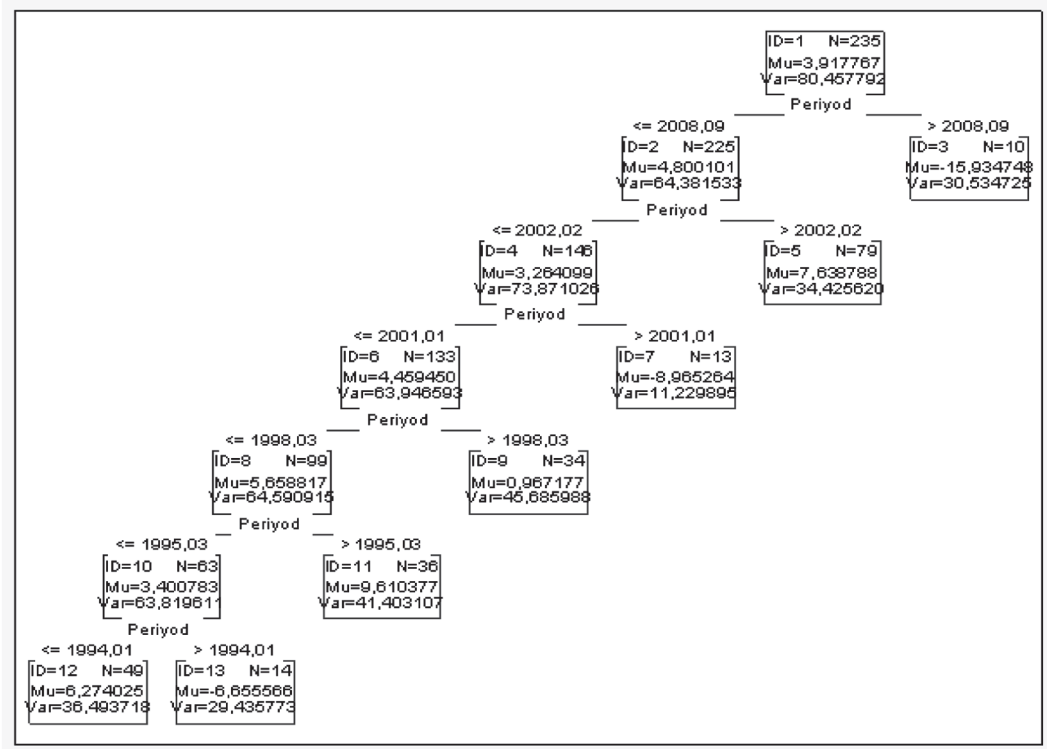 ID=1 N=235
Mu=3,917767
Var=80,457792
Periyod
<= 2008,09
> 2008,09
ID=2 N=225
Mu=4,800101
Var=64,381533
Periyod
ID=3 N=10
Mu=-15,934748
Var=30,534725
<= 2002,02
> 2002,02
ID=4 N=146
Mu=3,264099
Var=73,871026
Periyod
ID=5 N=79
Mu=7,638788
Var=34,425620
<= 2001,01
> 2001,01
ID=6 N=133
Mu=4,459450
Var=63,946593
Periyod
ID=7 N=13
Mu=-8,965264
Var=11,229895
<= 1998,03
> 1998,03
ID=8 N=99
Mu=5,658817
Var=64,590915
Periyod
ID=9 N=34
Mu=0,967177
Var=45,685988
<= 1995,03
> 1995,03
ID=10 N=63
Mu=3,400783
Var=63,819611
Periyod
ID=11 N=36
Mu=9,610377
Var=41,403107
<= 1994,01
> 1994,01
ID=12 N=49
Mu=6,274025
Var=36,493718
ID=13 N=14
Mu=-6,655566
Var=29,435773